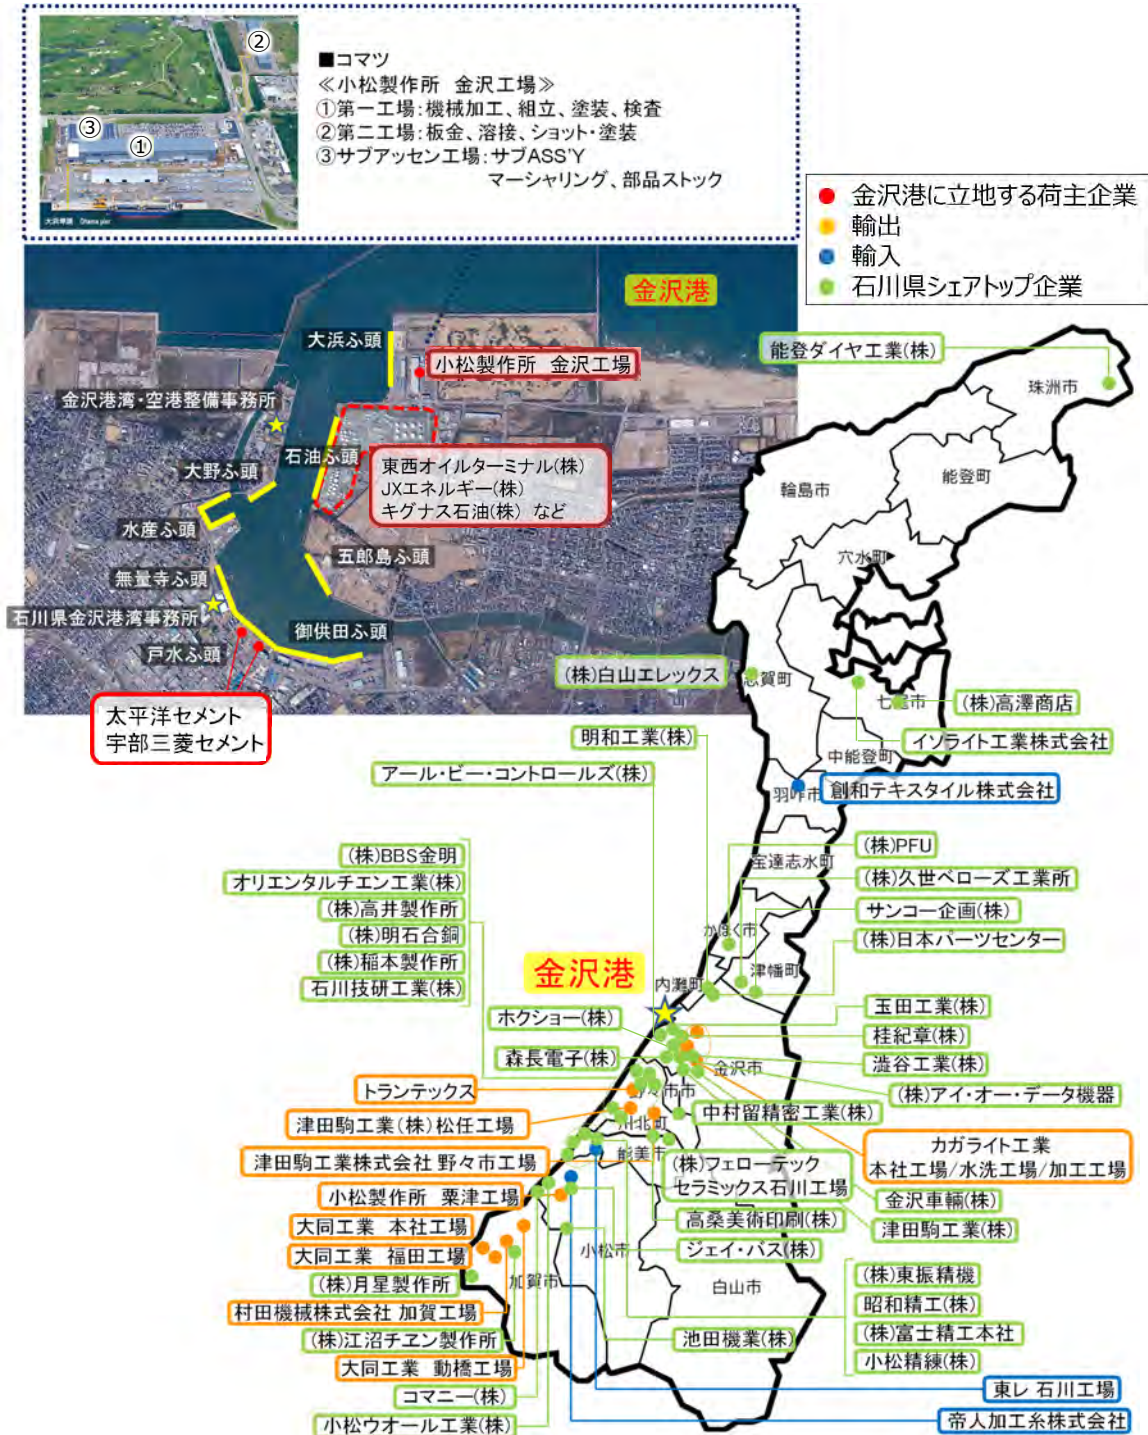 ②
③
①
大浜埠頭 Ohama pier
■コマツ
≪小松製作所 金沢工場≫
①第一工場:機械加工、組立、塗装、検査
②第二工場:板金、溶接、ショット・塗装
③サブアッセン工場:サブASS'Y
マーシャリング、部品ストック
金沢港に立地する荷主企業
輸出
輸入
石川県シェアトップ企業
金沢港
大浜ふ頭
小松製作所 金沢工場
金沢港湾・空港整備事務所
石油ふ頭
大野ふ頭
東西オイルターミナル(株)
JXエネルギー(株)
キグナス石油(株) など
水産ふ頭
五郎島ふ頭
無量寺ふ頭
石川県金沢港湾事務所
御供田ふ頭
戸水ふ頭
太平洋セメント
宇部三菱セメント
能登ダイヤ工業(株)
珠洲市
能登町
輪島市
穴水町
(株)白山エレックス
志賀町
七尾市
(株)高澤商店
イソライト工業株式会社
中能登町
明和工業(株)
アール・ビー・コントロールズ(株)
羽咋市
創和テキスタイル株式会社
宝達志水町
(株)PFU
(株)久世ベローズ工業所
サンコー企画(株)
(株)日本パーツセンター
かほく市
津幡町
内灘町
(株)BBS金明
オリエンタルチエン工業(株)
(株)高井製作所
(株)明石合銅
(株)稲本製作所
石川技研工業(株)
金沢港
ホクショー(株)
森長電子(株)
玉田工業(株)
桂紀章(株)
澁谷工業(株)
(株)アイ・オー・データ機器
金沢市
野々市市
トランテックス
中村留精密工業(株)
津田駒工業(株)松任工場
川北町
カガライト工業
本社工場/水洗工場/加工工場
津田駒工業株式会社 野々市工場
能美市
(株)フェローテック
セラミックス石川工場
小松製作所 粟津工場
金沢車輌(株)
高桑美術印刷(株)
津田駒工業(株)
大同工業 本社工場
大同工業 福田工場
小松市
ジェイ・バス(株)
(株)月星製作所
加賀市
白山市
(株)東振精機
昭和精工(株)
(株)富士精工本社
小松精練(株)
村田機械株式会社 加賀工場
(株)江沼チヱン製作所
池田機業(株)
大同工業 動橋工場
コマニー(株)
小松ウオール工業(株)
東レ 石川工場
帝人加工糸株式会社